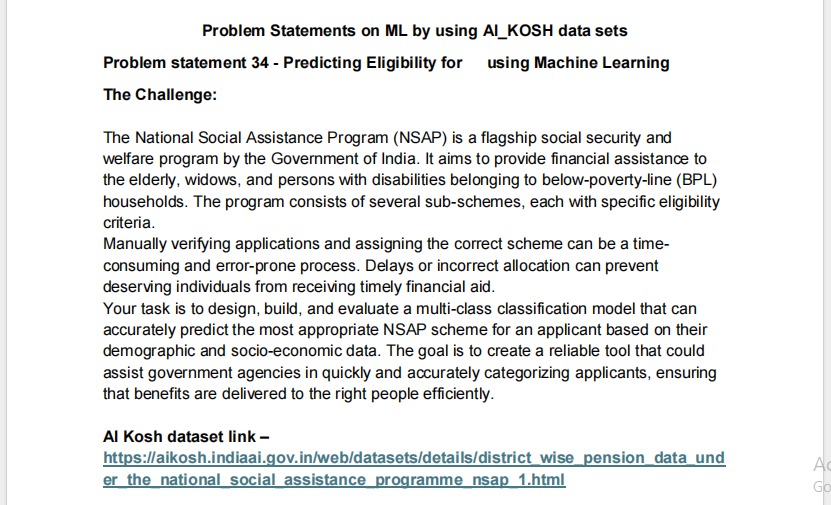 Problem Statements on ML by using AI_KOSH data sets
Problem statement 34 - Predicting Eligibility for using Machine Learning
The Challenge:
The National Social Assistance Program (NSAP) is a flagship social security and
welfare program by the Government of India. It aims to provide financial assistance to
the elderly, widows, and persons with disabilities belonging to below-poverty-line (BPL)
households. The program consists of several sub-schemes, each with specific eligibility
criteria.
Manually verifying applications and assigning the correct scheme can be a time-
consuming and error-prone process. Delays or incorrect allocation can prevent
deserving individuals from receiving timely financial aid.
Your task is to design, build, and evaluate a multi-class classification model that can
accurately predict the most appropriate NSAP scheme for an applicant based on their
demographic and socio-economic data. The goal is to create a reliable tool that could
assist government agencies in quickly and accurately categorizing applicants, ensuring
that benefits are delivered to the right people efficiently.
AI Kosh dataset link –
https://aikosh.indiaai.gov.in/web/datasets/details/district_wise_pension_data_und
er_the_national_social_assistance_programme_nsap_1.html